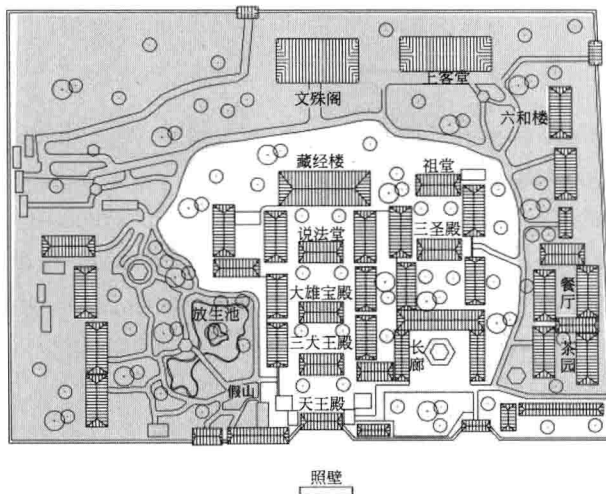 文殊阁
上客堂
六和楼
藏经楼
祖堂
说法堂
三圣殿
大雄宝殿
放生池
餐厅
三大王殿
长廊
茶园
假山
天王殿
照壁